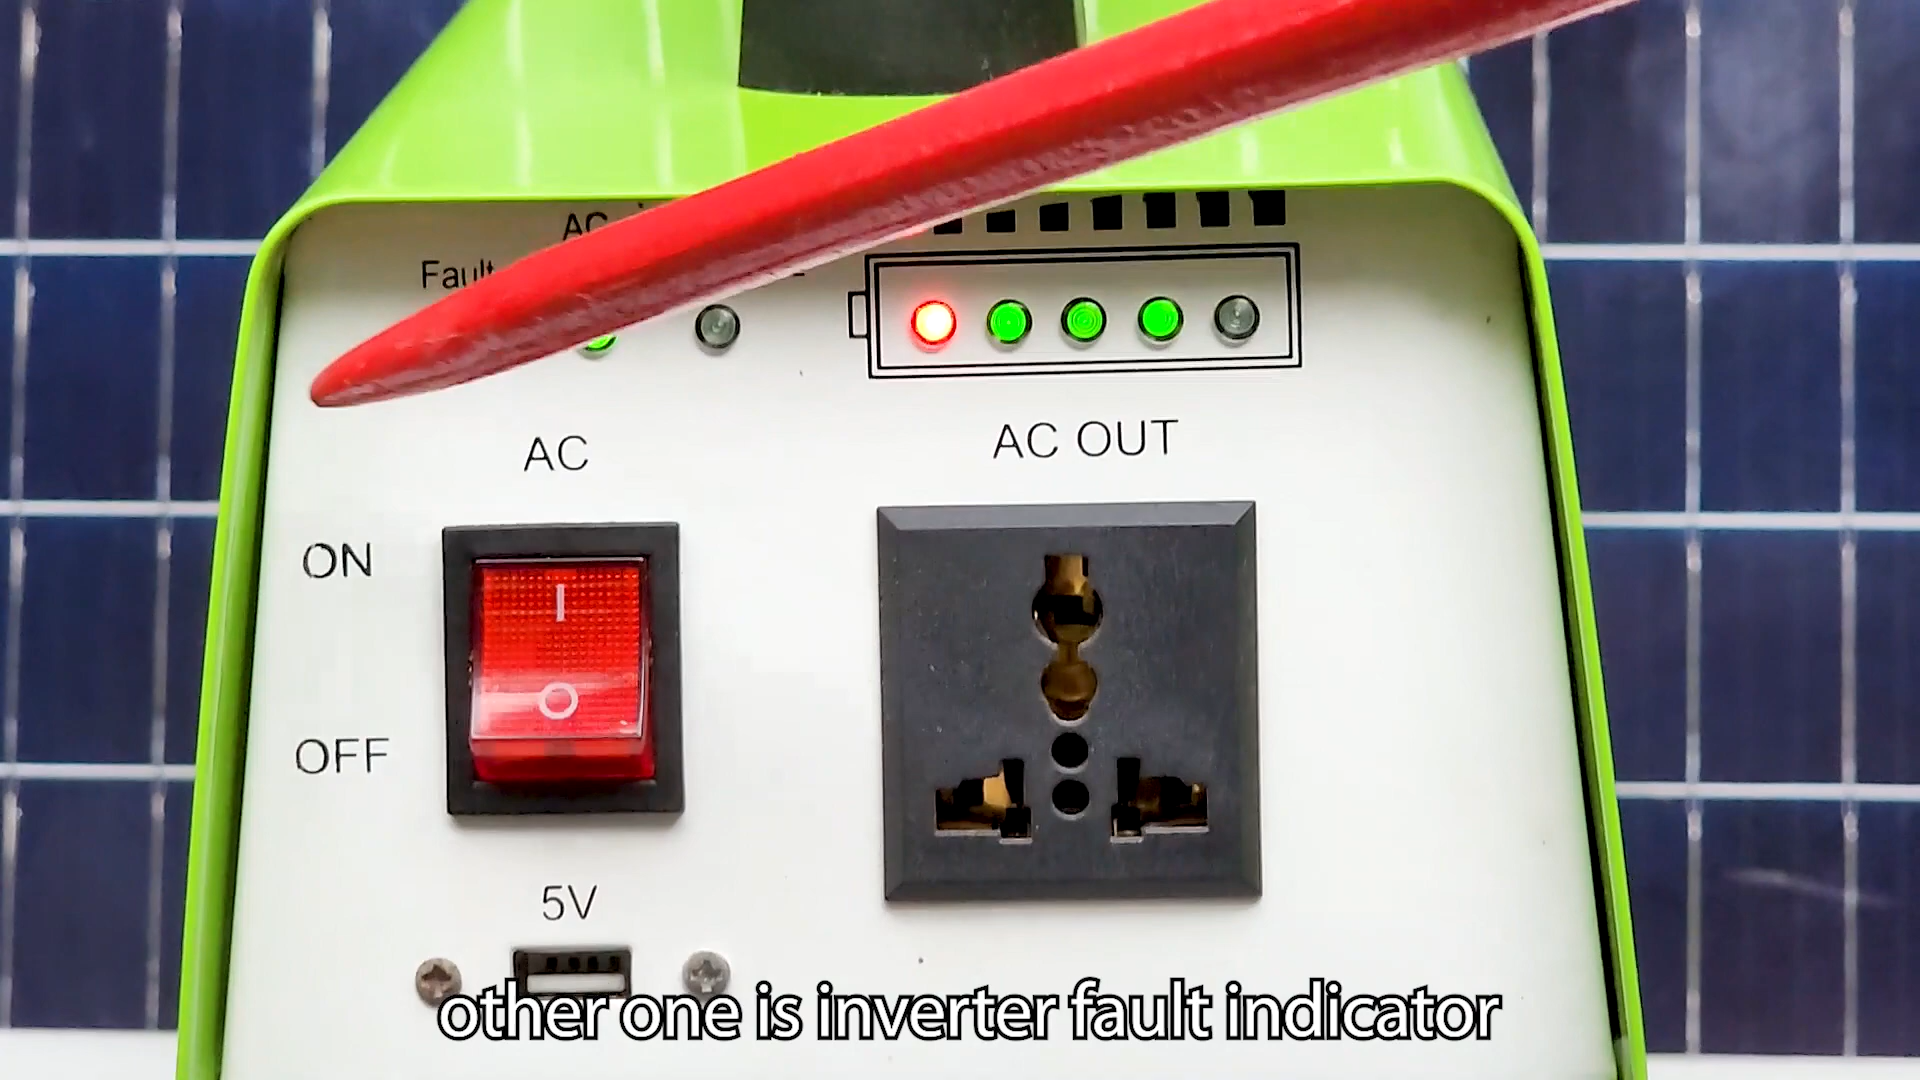 AC
Fault
AC
AC OUT
ON
OFF
5V
other one is inverter fault indicator